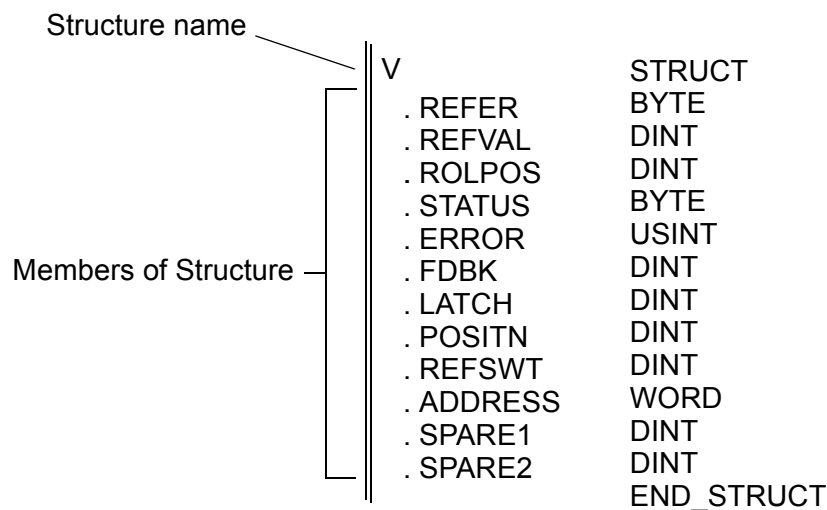 Structure name
V STRUCT
. REFER BYTE
. REFVAL DINT
. ROLPOS DINT
. STATUS BYTE
. ERROR USINT
Members of Structure
. FDBK DINT
. LATCH DINT
. POSITN DINT
. REFSWT DINT
. ADDRESS WORD
. SPARE1 DINT
. SPARE2 DINT
END_STRUCT